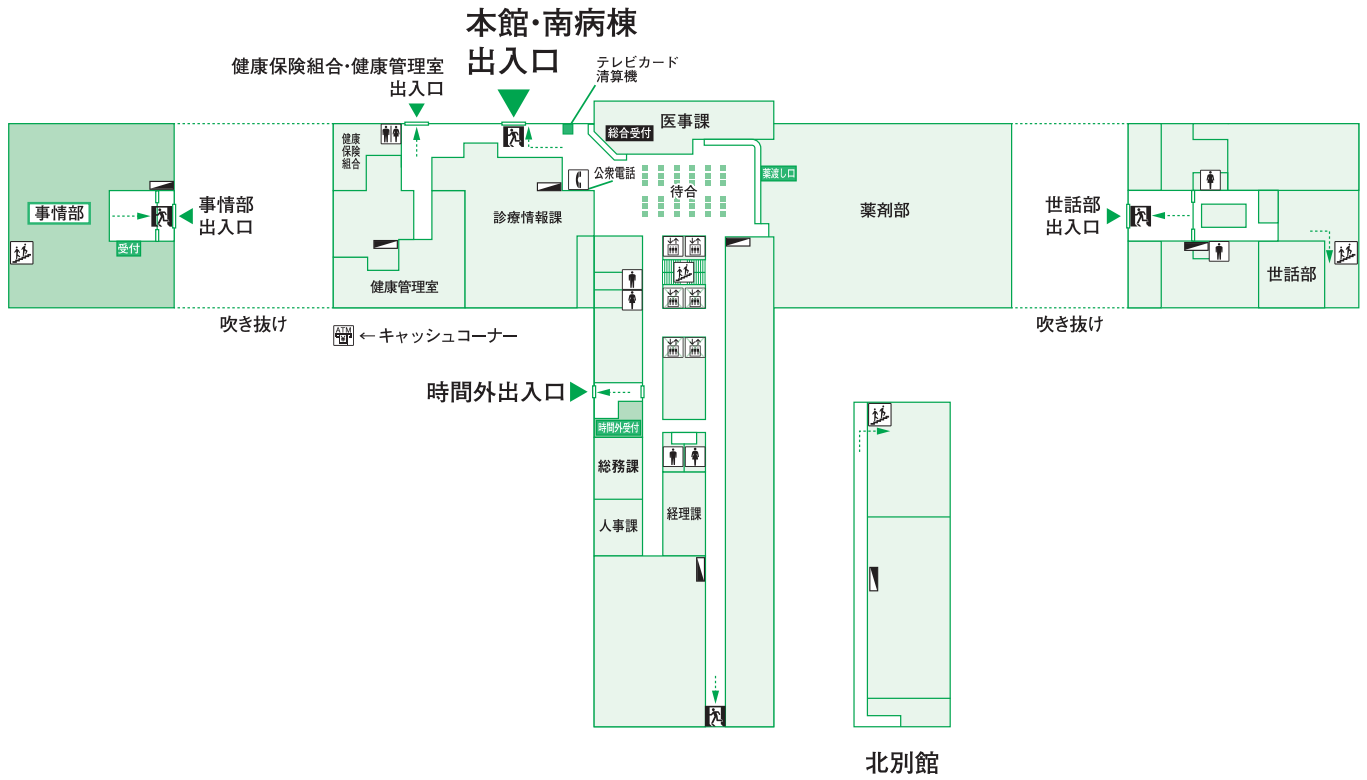 本館・南病棟
出入口
健康保険組合・健康管理室
出入口
テレビカード
清算機
医事課
総合受付
健康
保険
組合
公衆電話
薬渡し口
待合
事情部
受付
事情部
出入口
診療情報課
薬剤部
世話部
出入口
世話部
健康管理室
吹き抜け
ATM
←キャッシュコーナー
吹き抜け
時間外出入口
時間外受付
総務課
人事課
経理課
北別館